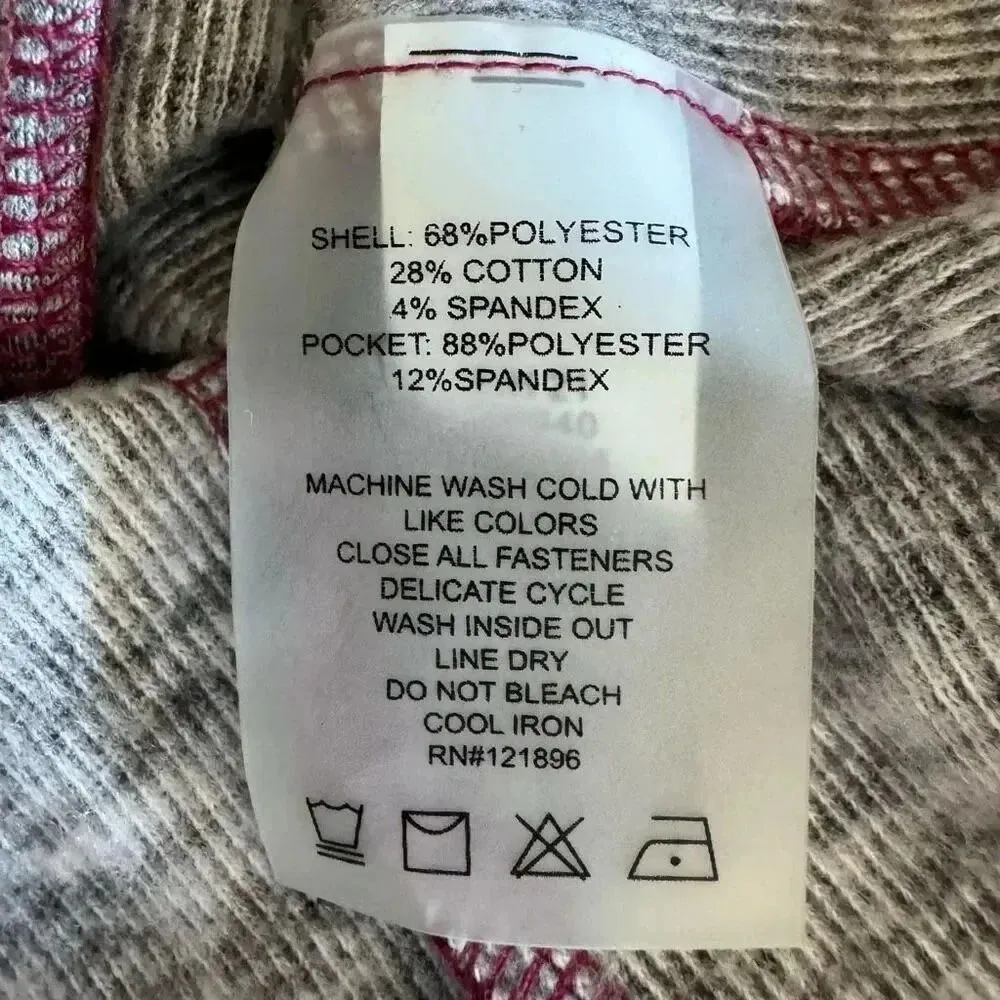 SHELL: 68%POLYESTER
28% COTTON
4% SPANDEX
POCKET: 88%POLYESTER
12%SPANDEX
MACHINE WASH COLD WITH
LIKE COLORS
CLOSE ALL FASTENERS
DELICATE CYCLE
WASH INSIDE OUT
LINE DRY
DO NOT BLEACH
COOL IRON
RN#121896